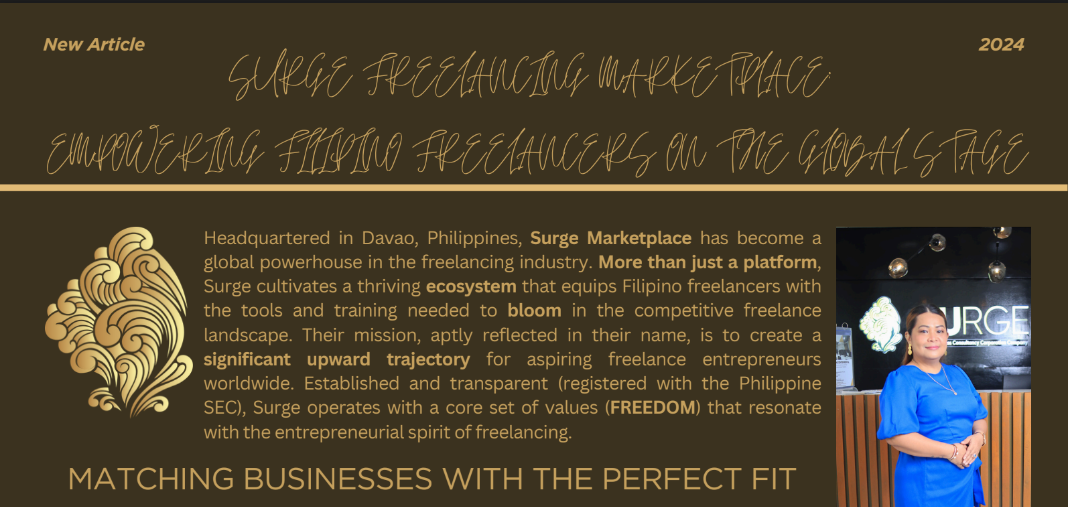 New Article
2024
SURGE FREELANCING MARKETPLACE:
EMPOWERING FILIPINO FREELANCERS ON THE GLOBAL STAGE
Headquartered in Davao, Philippines, Surge Marketplace has become a
global powerhouse in the freelancing industry. More than just a platform,
Surge cultivates a thriving ecosystem that equips Filipino freelancers with
the tools and training needed to bloom in the competitive freelance
landscape. Their mission, aptly reflected in their name, is to create a
significant upward trajectory for aspiring freelance entrepreneurs
worldwide. Established and transparent (registered with the Philippine
SEC), Surge operates with a core set of values (FREEDOM) that resonate
with the entrepreneurial spirit of freelancing.
URGE
MATCHING BUSINESSES WITH THE PERFECT FIT